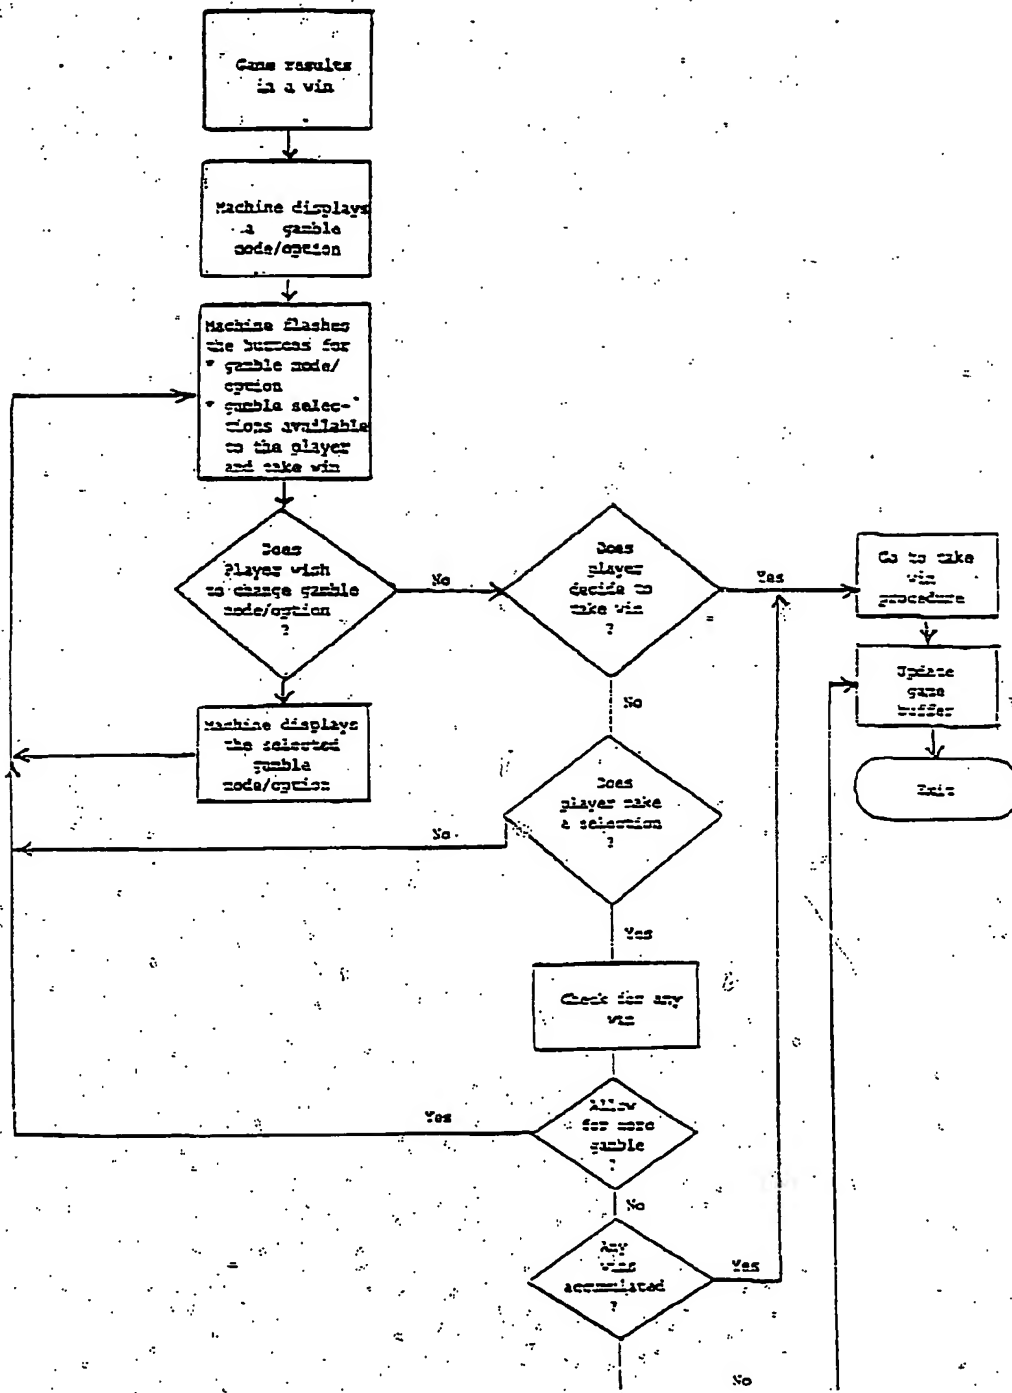 Game results
in a win
Machine displays
a gamble
mode/option
Machine flashes
the buttons for
* gamble mode/
option
* gamble selec-
tions available
to the player
and take win
Does
Player wish
to change gamble
mode/option
?
No
Does
player
decide to
take win
?
Yes
Go to take
win
procedure
Update
game
buffer
Exit
Machine displays
the selected
gamble
mode/option
No
Does
player make
a selection
?
No
Yes
Check for any
win
Allow
for more
gamble
?
Yes
No
Any
wins
accumulated
?
Yes
No